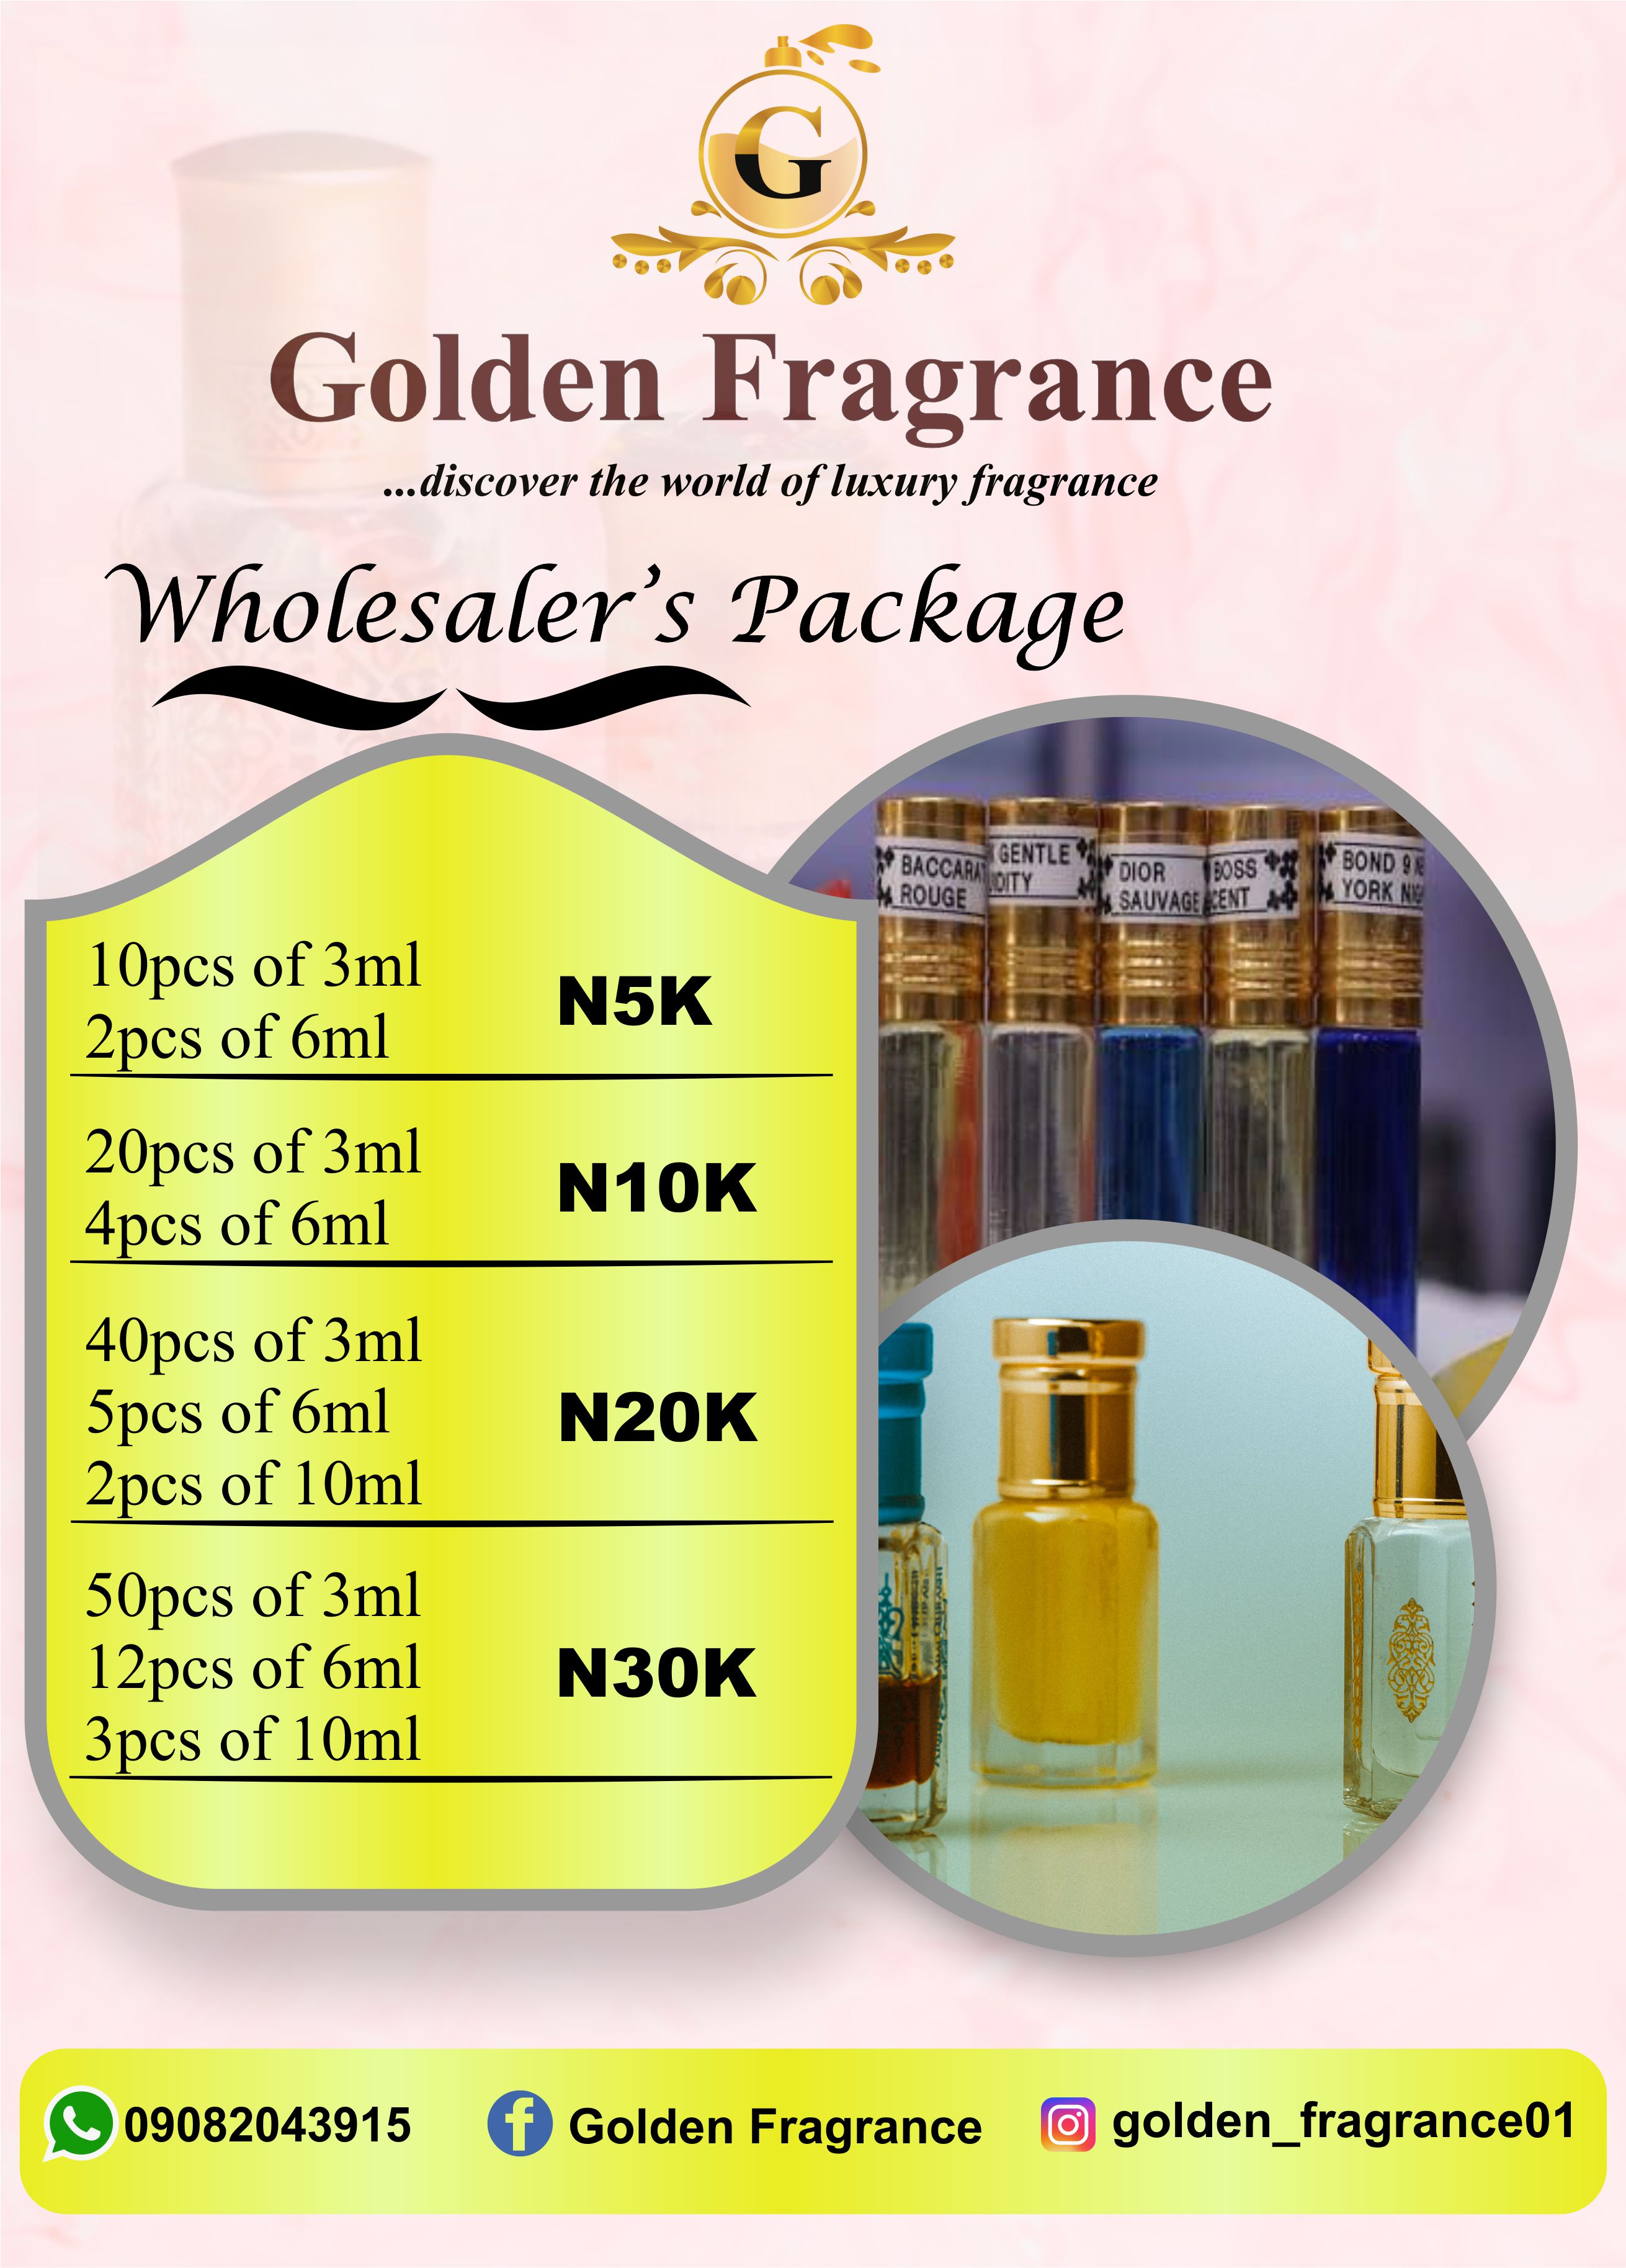 G
Golden Fragrance
...discover the world of luxury fragrance
Wholesaler's Package
10pcs of 3ml
2pcs of 6ml
N5K
20pcs of 3ml
4pcs of 6ml
N10K
40pcs of 3ml
5pcs of 6ml
2pcs of 10ml
N20K
50pcs of 3ml
12pcs of 6ml
3pcs of 10ml
N30K
BACCARAT
ROUGE
GENTLE
DIOR
SAUVAGE
BOSS
BOND 9
YORK
09082043915
Golden Fragrance
golden_fragrance01